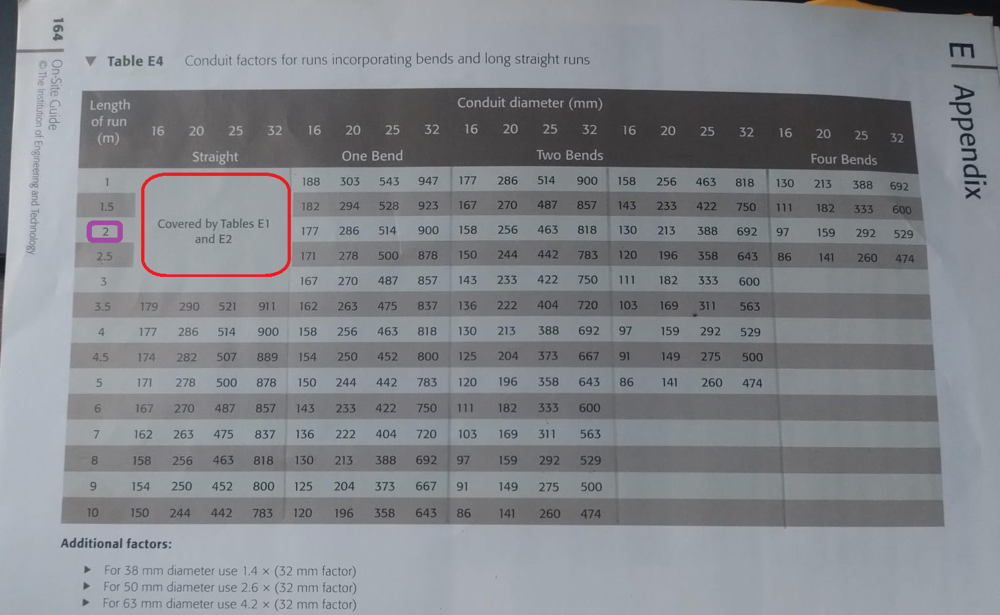 164
On-Site Guide
© The Institution of Engineering and Technology
E Appendix
▼ Table E4 Conduit factors for runs incorporating bends and long straight runs
Length of run (m) Conduit diameter (mm)
16 20 25 32 16 20 25 32 16 20 25 32 16 20 25 32 16 20 25 32
Straight One Bend Two Bends Four Bends
1 188 303 543 947 177 286 514 900 158 256 463 818 130 213 388 692
1.5 182 294 528 923 167 270 487 857 143 233 422 750 111 182 333 600
Covered by Tables E1
and E2
2 177 286 514 900 158 256 463 818 130 213 388 692 97 159 292 529
2.5 171 278 500 878 150 244 442 783 120 196 358 643 86 141 260 474
3 167 270 487 857 143 233 422 750 111 182 333 600
3.5 179 290 521 911 162 263 475 837 136 222 404 720 103 169 311 563
4 177 286 514 900 158 256 463 818 130 213 388 692 97 159 292 529
4.5 174 282 507 889 154 250 452 800 125 204 373 667 91 149 275 500
5 171 278 500 878 150 244 442 783 120 196 358 643 86 141 260 474
6 167 270 487 857 143 233 422 750 111 182 333 600
7 162 263 475 837 136 222 404 720 103 169 311 563
8 158 256 463 818 130 213 388 692 97 159 292 529
9 154 250 452 800 125 204 373 667 91 149 275 500
10 150 244 442 783 120 196 358 643 86 141 260 474
Additional factors:
▶ For 38 mm diameter use 1.4 × (32 mm factor)
▶ For 50 mm diameter use 2.6 × (32 mm factor)
▶ For 63 mm diameter use 4.2 × (32 mm factor)